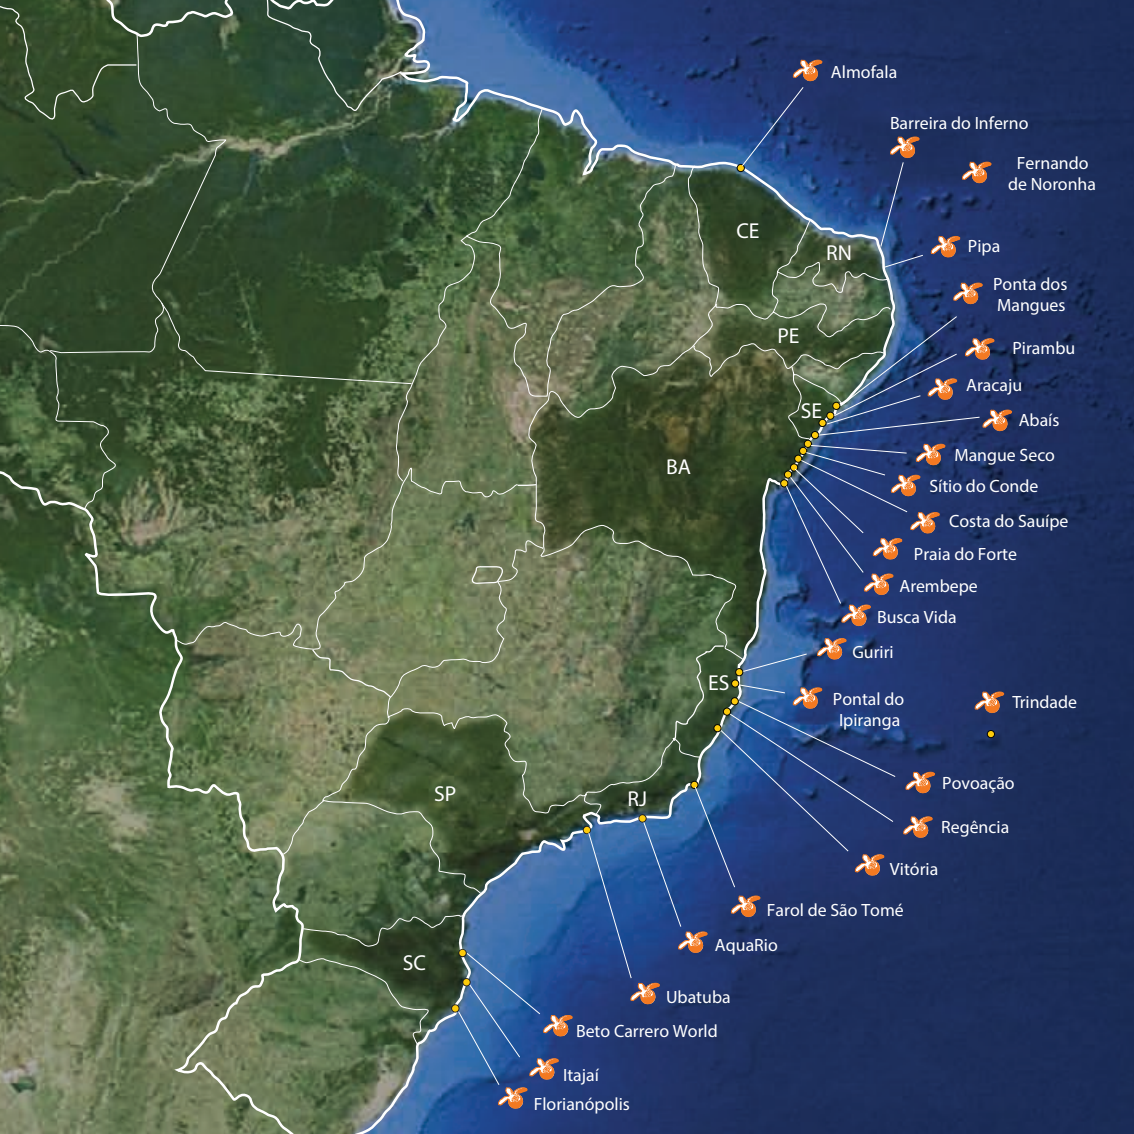 Almofala
Barreira do Inferno
Fernando
de Noronha
CE
RN
Pipa
Ponta dos
Mangues
PE
Pirambu
Aracaju
SE
Abaís
BA
Mangue Seco
Sítio do Conde
Costa do Sauípe
Praia do Forte
Arembepe
Busca Vida
Guriri
ES
Pontal do
Ipiranga
Trindade
Povoação
SP
RJ
Regência
Vitória
Farol de São Tomé
AquaRio
SC
Ubatuba
Beto Carrero World
Itajaí
Florianópolis